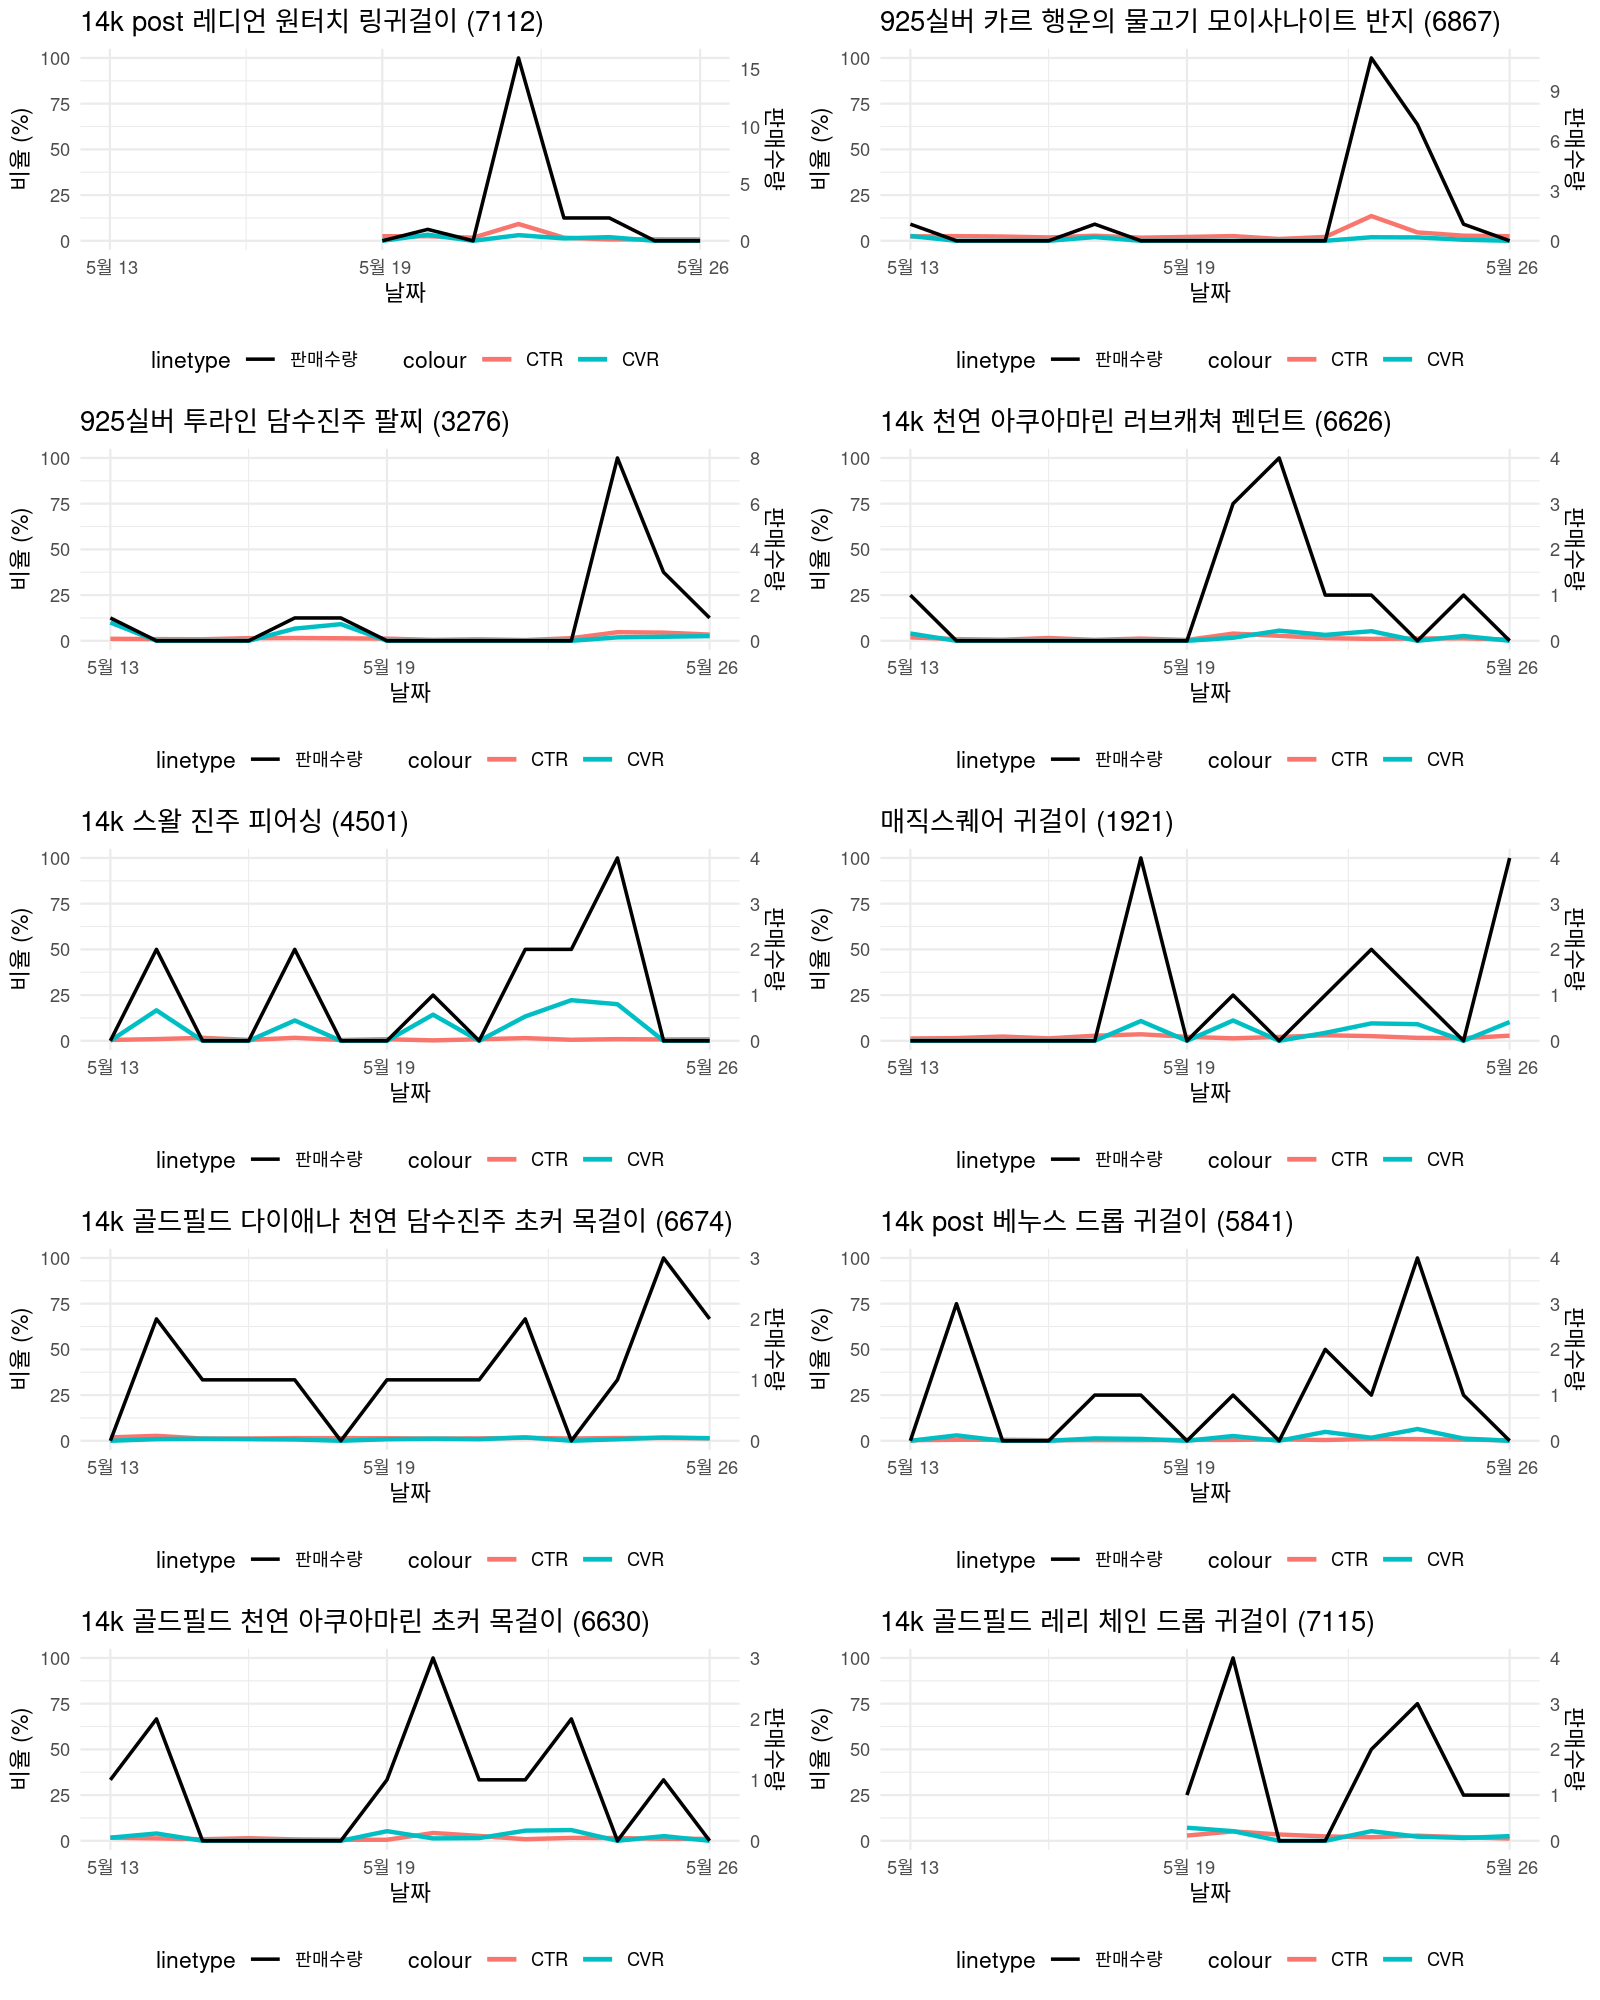 14k post 레디언 원터치 링귀걸이 (7112)
100
75
50
25
0
비율 (%)
15
10
5
0
판매수량
5월 13
5월 19
5월 26
날짜
linetype 판매수량 colour CTR CVR
925실버 카르 행운의 물고기 모이사나이트 반지 (6867)
100
75
50
25
0
비율 (%)
9
6
3
0
판매수량
5월 13
5월 19
5월 26
날짜
linetype 판매수량 colour CTR CVR
925실버 투라인 담수진주 팔찌 (3276)
100
75
50
25
0
비율 (%)
8
6
4
2
0
판매수량
5월 13
5월 19
5월 26
날짜
linetype 판매수량 colour CTR CVR
14k 천연 아쿠아마린 러브캐쳐 펜던트 (6626)
100
75
50
25
0
비율 (%)
4
3
2
1
0
판매수량
5월 13
5월 19
5월 26
날짜
linetype 판매수량 colour CTR CVR
14k 스왈 진주 피어싱 (4501)
100
75
50
25
0
비율 (%)
4
3
2
1
0
판매수량
5월 13
5월 19
5월 26
날짜
linetype 판매수량 colour CTR CVR
매직스퀘어 귀걸이 (1921)
100
75
50
25
0
비율 (%)
4
3
2
1
0
판매수량
5월 13
5월 19
5월 26
날짜
linetype 판매수량 colour CTR CVR
14k 골드필드 다이애나 천연 담수진주 초커 목걸이 (6674)
100
75
50
25
0
비율 (%)
3
2
1
0
판매수량
5월 13
5월 19
5월 26
날짜
linetype 판매수량 colour CTR CVR
14k post 베누스 드롭 귀걸이 (5841)
100
75
50
25
0
비율 (%)
4
3
2
1
0
판매수량
5월 13
5월 19
5월 26
날짜
linetype 판매수량 colour CTR CVR
14k 골드필드 천연 아쿠아마린 초커 목걸이 (6630)
100
75
50
25
0
비율 (%)
3
2
1
0
판매수량
5월 13
5월 19
5월 26
날짜
linetype 판매수량 colour CTR CVR
14k 골드필드 레리 체인 드롭 귀걸이 (7115)
100
75
50
25
0
비율 (%)
4
3
2
1
0
판매수량
5월 13
5월 19
5월 26
날짜
linetype 판매수량 colour CTR CVR